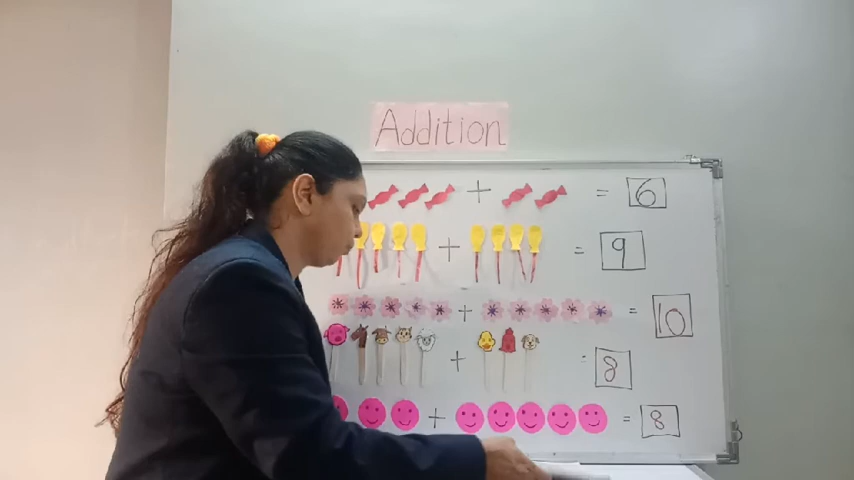 Addition
+ = 6
+ = 9
+ = 10
+ = 8
+ = 8